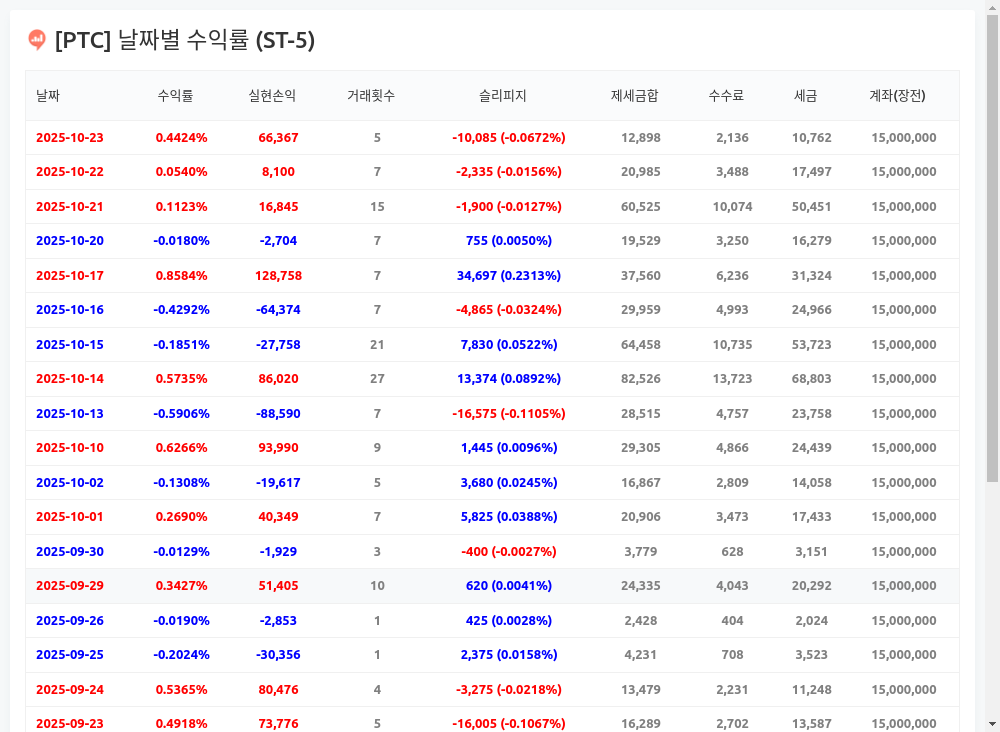 [PTC] 날짜별 수익률 (ST-5)
날짜 수익률 실현손익 거래횟수 슬리피지 제세금합 수수료 세금 계좌(장전)
2025-10-23 0.4424% 66,367 5 -10,085 (-0.0672%) 12,898 2,136 10,762 15,000,000
2025-10-22 0.0540% 8,100 7 -2,335 (-0.0156%) 20,985 3,488 17,497 15,000,000
2025-10-21 0.1123% 16,845 15 -1,900 (-0.0127%) 60,525 10,074 50,451 15,000,000
2025-10-20 -0.0180% -2,704 7 755 (0.0050%) 19,529 3,250 16,279 15,000,000
2025-10-17 0.8584% 128,758 7 34,697 (0.2313%) 37,560 6,236 31,324 15,000,000
2025-10-16 -0.4292% -64,374 7 -4,865 (-0.0324%) 29,959 4,993 24,966 15,000,000
2025-10-15 -0.1851% -27,758 21 7,830 (0.0522%) 64,458 10,735 53,723 15,000,000
2025-10-14 0.5735% 86,020 27 13,374 (0.0892%) 82,526 13,723 68,803 15,000,000
2025-10-13 -0.5906% -88,590 7 -16,575 (-0.1105%) 28,515 4,757 23,758 15,000,000
2025-10-10 0.6266% 93,990 9 1,445 (0.0096%) 29,305 4,866 24,439 15,000,000
2025-10-02 -0.1308% -19,617 5 3,680 (0.0245%) 16,867 2,809 14,058 15,000,000
2025-10-01 0.2690% 40,349 7 5,825 (0.0388%) 20,906 3,473 17,433 15,000,000
2025-09-30 -0.0129% -1,929 3 -400 (-0.0027%) 3,779 628 3,151 15,000,000
2025-09-29 0.3427% 51,405 10 620 (0.0041%) 24,335 4,043 20,292 15,000,000
2025-09-26 -0.0190% -2,853 1 425 (0.0028%) 2,428 404 2,024 15,000,000
2025-09-25 -0.2024% -30,356 1 2,375 (0.0158%) 4,231 708 3,523 15,000,000
2025-09-24 0.5365% 80,476 4 -3,275 (-0.0218%) 13,479 2,231 11,248 15,000,000
2025-09-23 0.4918% 73,776 5 -16,005 (-0.1067%) 16,289 2,702 13,587 15,000,000